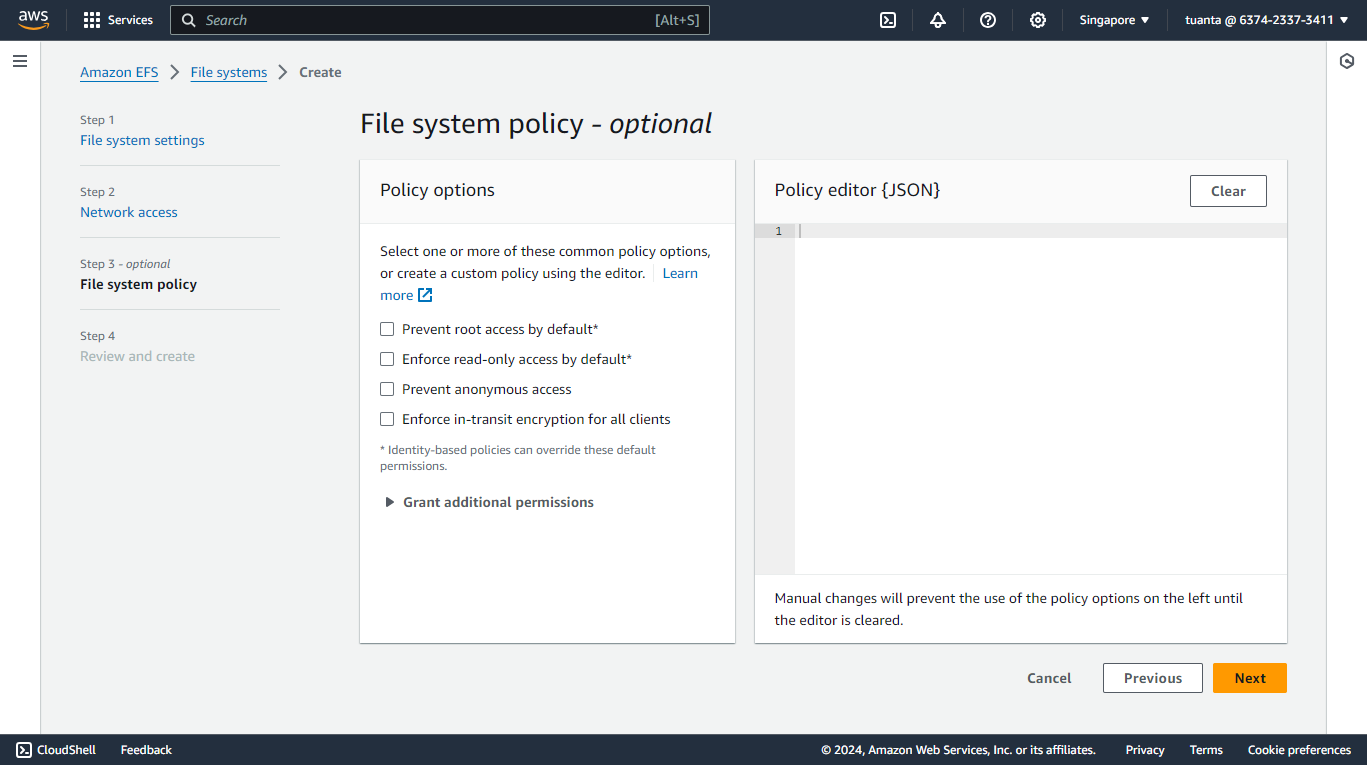 aws
Services
Search
[Alt+S]
Singapore
tuanta @ 6374-2337-3411
Amazon EFS
File systems
Create
Step 1
File system settings
Step 2
Network access
Step 3 - optional
File system policy
Step 4
Review and create
File system policy - optional
Policy options
Select one or more of these common policy options,
or create a custom policy using the editor. Learn
more
Prevent root access by default*
Enforce read-only access by default*
Prevent anonymous access
Enforce in-transit encryption for all clients
* Identity-based policies can override these default
permissions.
Grant additional permissions
Policy editor {JSON}
Clear
1
Manual changes will prevent the use of the policy options on the left until
the editor is cleared.
Cancel
Previous
Next
CloudShell
Feedback
© 2024, Amazon Web Services, Inc. or its affiliates.
Privacy
Terms
Cookie preferences